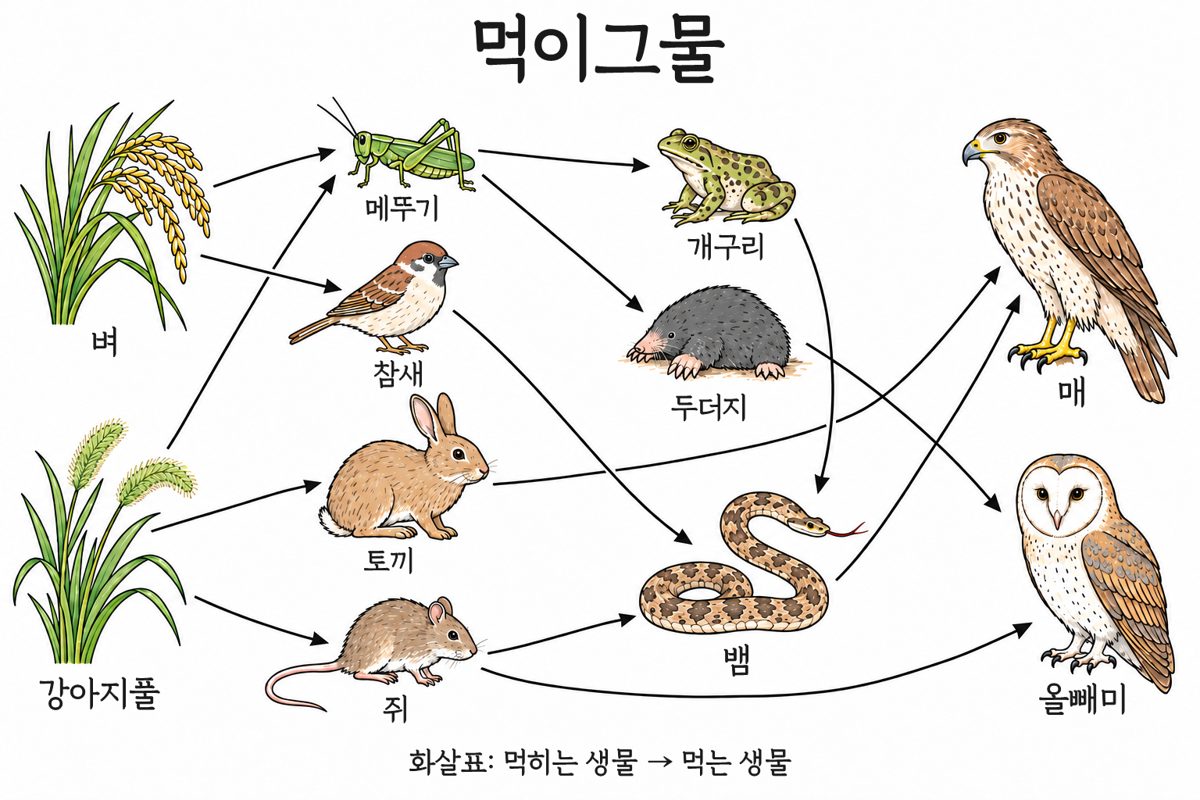 먹이그물
벼
메뚜기
개구리
참새
두더지
매
강아지풀
토끼
쥐
뱀
올빼미
화살표: 먹히는 생물 → 먹는 생물